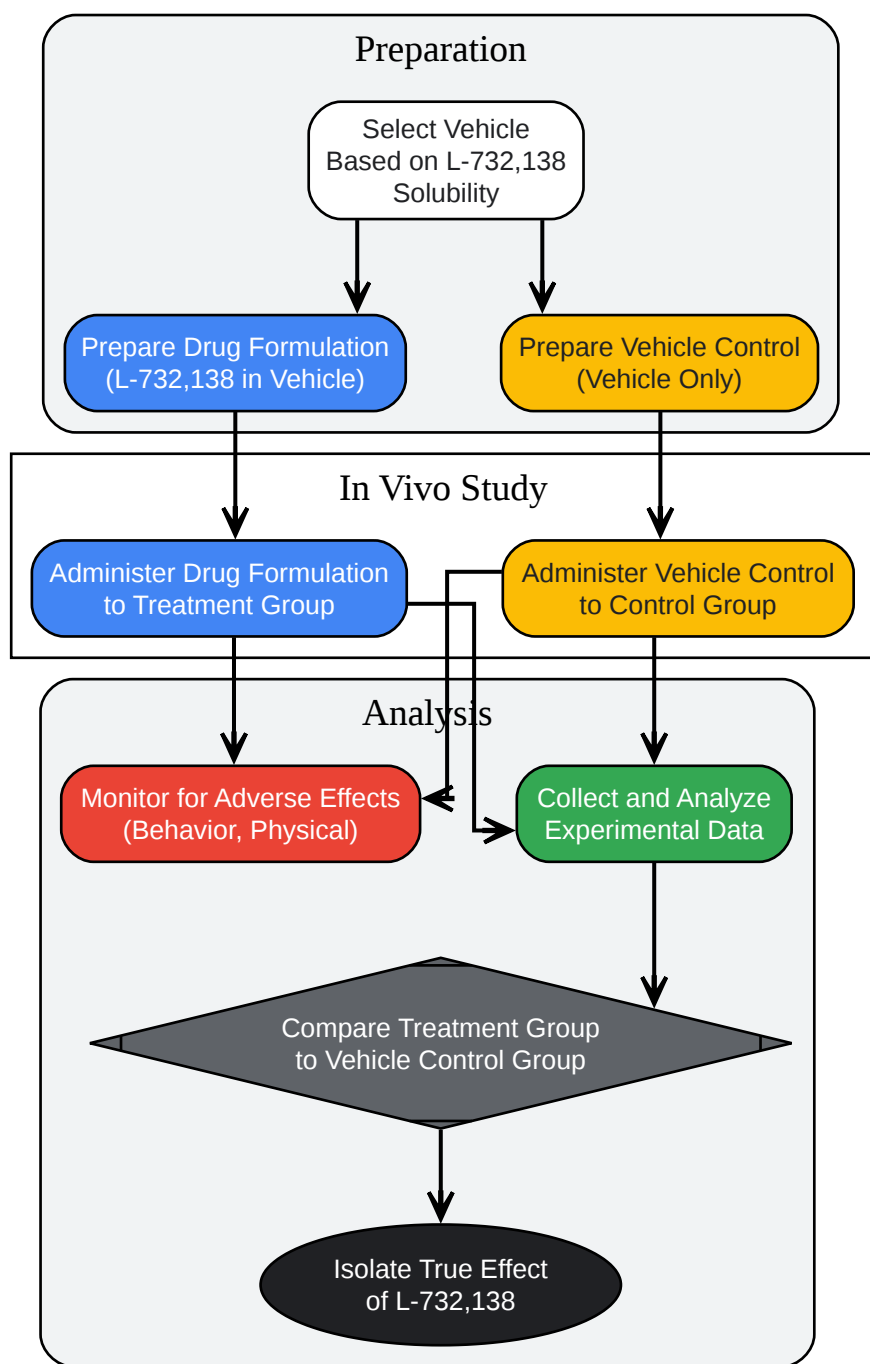 Preparation
Select Vehicle
Based on L-732,138
Solubility
Prepare Drug Formulation
(L-732,138 in Vehicle)
Prepare Vehicle Control
(Vehicle Only)
In Vivo Study
Administer Drug Formulation
to Treatment Group
Administer Vehicle Control
to Control Group
Analysis
Monitor for Adverse Effects
(Behavior, Physical)
Collect and Analyze
Experimental Data
Compare Treatment Group
to Vehicle Control Group
Isolate True Effect
of L-732,138